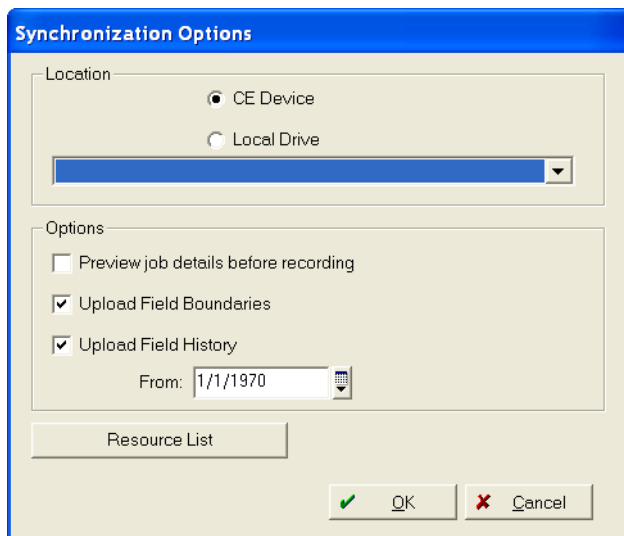 Synchronization Options
Location
CE Device
Local Drive
Options
Preview job details before recording
Upload Field Boundaries
Upload Field History
From: 1/1/1970
Resource List
OK Cancel